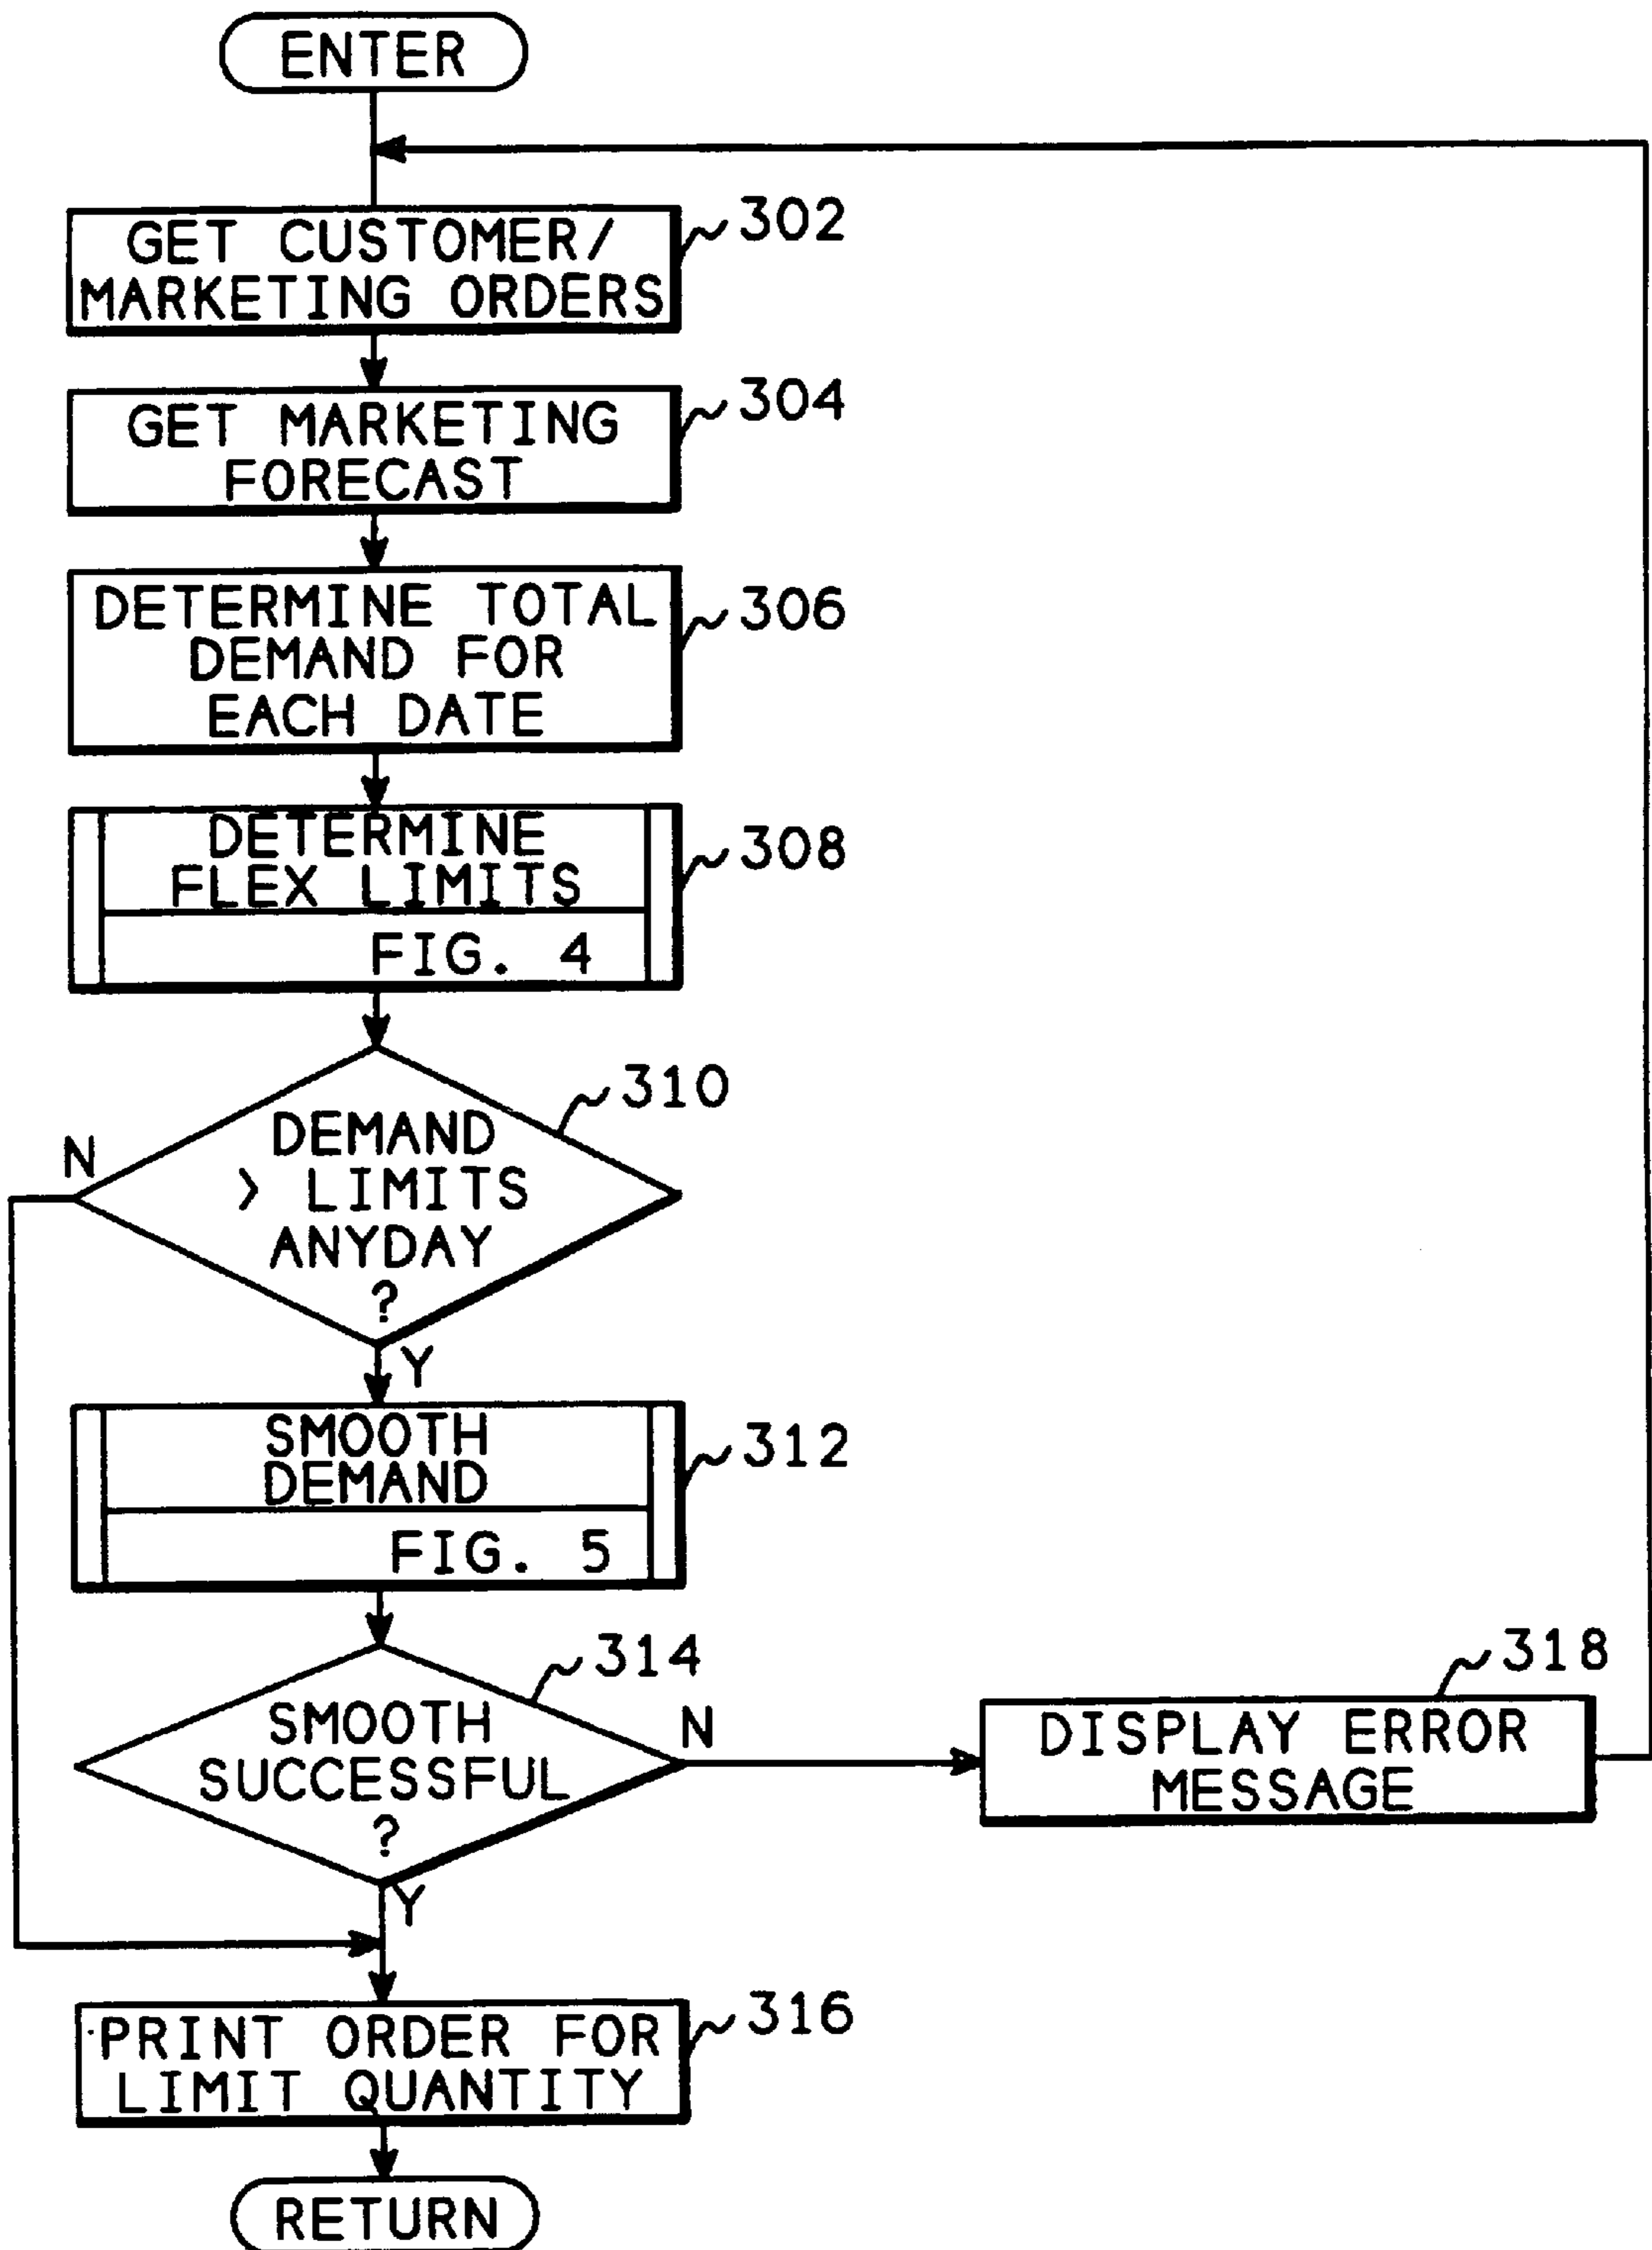 ENTER
GET CUSTOMER/
MARKETING ORDERS
302
GET MARKETING
FORECAST
304
DETERMINE TOTAL
DEMAND FOR
EACH DATE
306
DETERMINE
FLEX LIMITS
FIG. 4
308
DEMAND
> LIMITS
ANYDAY
?
310
N
Y
SMOOTH
DEMAND
FIG. 5
312
SMOOTH
SUCCESSFUL
?
314
N
Y
DISPLAY ERROR
MESSAGE
318
PRINT ORDER FOR
LIMIT QUANTITY
316
RETURN